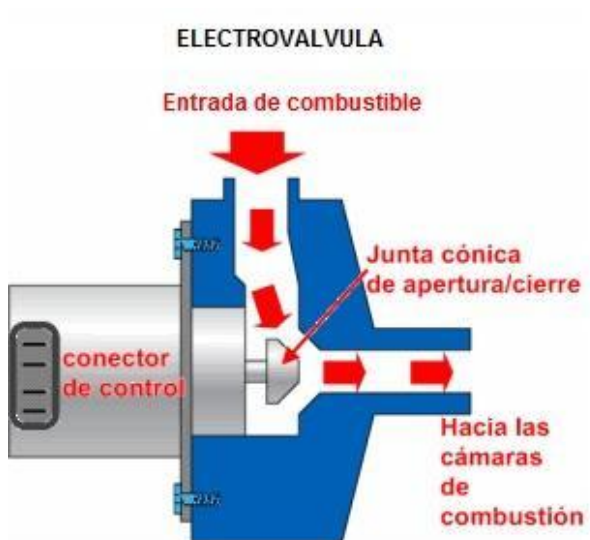 ELECTROVALVULA
Entrada de combustible
Junta cónica
de apertura/cierre
conector
de control
Hacia las
cámaras
de
combustión